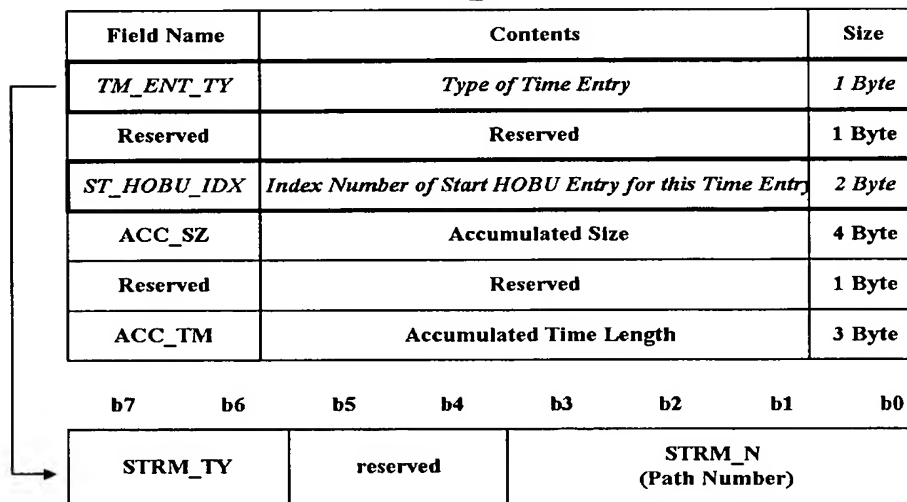 Field Name Contents Size
TM_ENT_TY Type of Time Entry 1 Byte
Reserved Reserved 1 Byte
ST_HOBU_IDX Index Number of Start HOBU Entry for this Time Entry 2 Byte
ACC_SZ Accumulated Size 4 Byte
Reserved Reserved 1 Byte
ACC_TM Accumulated Time Length 3 Byte
b7 b6 b5 b4 b3 b2 b1 b0
STRM_TY reserved STRM_N
(Path Number)